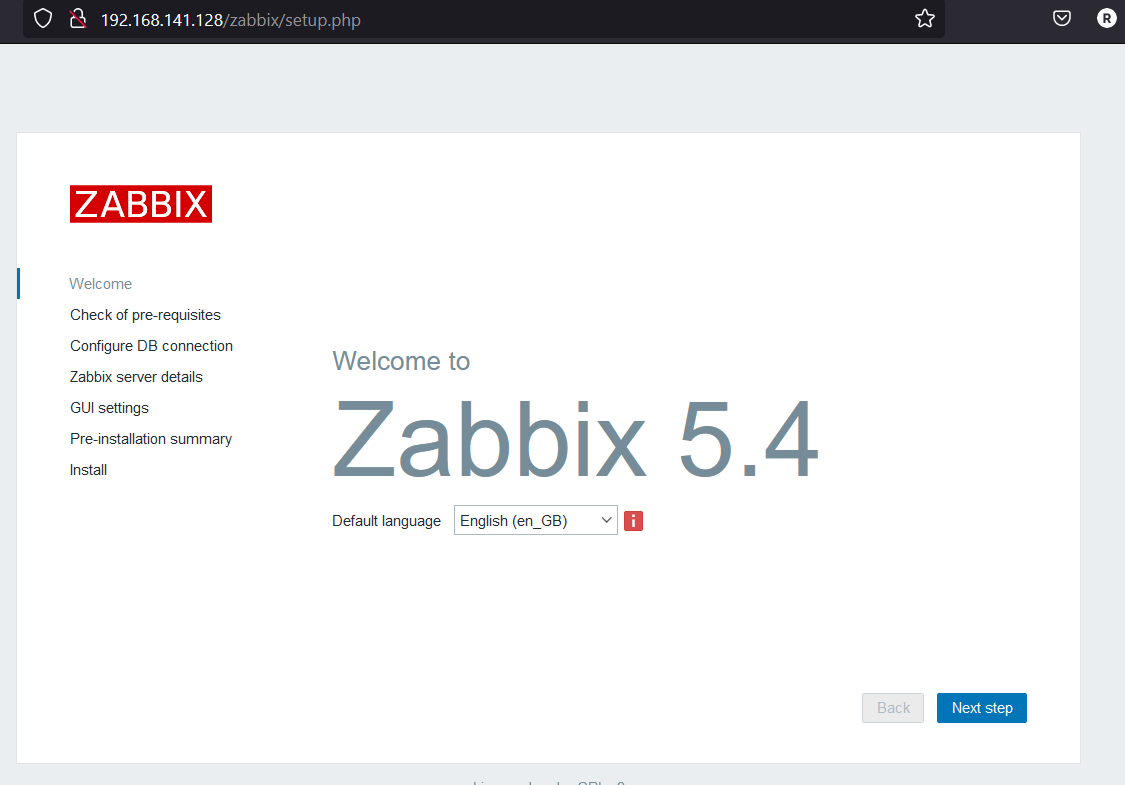 192.168.141.128/zabbix/setup.php
R
ZABBIX
Welcome
Check of pre-requisites
Configure DB connection
Zabbix server details
GUI settings
Pre-installation summary
Install
Welcome to
Zabbix 5.4
Default language English (en_GB) i
Back Next step